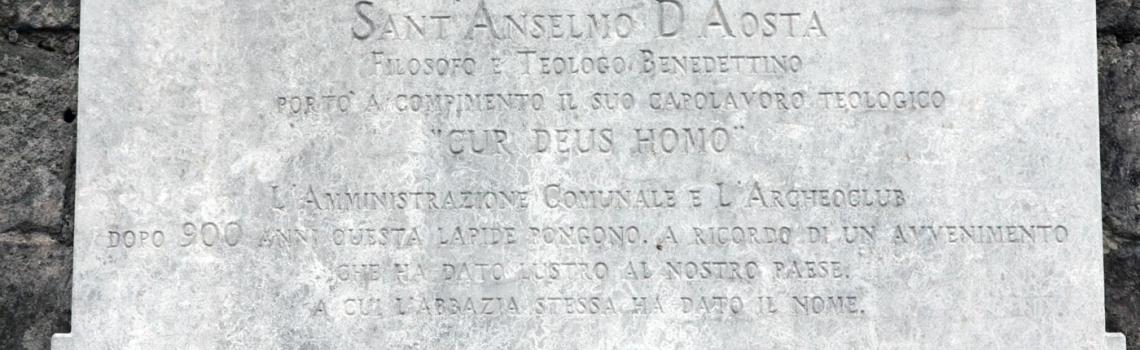 SANT'ANSELMO D'AOSTA
FILOSOFO E TEOLOGO BENEDETTINO
PORTO' A COMPIMENTO IL SUO CAPOLAVORO TEOLOGICO
"CUR DEUS HOMO"
L'AMMINISTRAZIONE COMUNALE E L'ARCHEOCLUB
DOPO 900 ANNI QUESTA LAPIDE PONGONO, A RICORDO DI UN AVVENIMENTO
CHE HA DATO LUSTRO AL NOSTRO PAESE,
A CUI L'ABBAZIA STESSA HA DATO IL NOME.